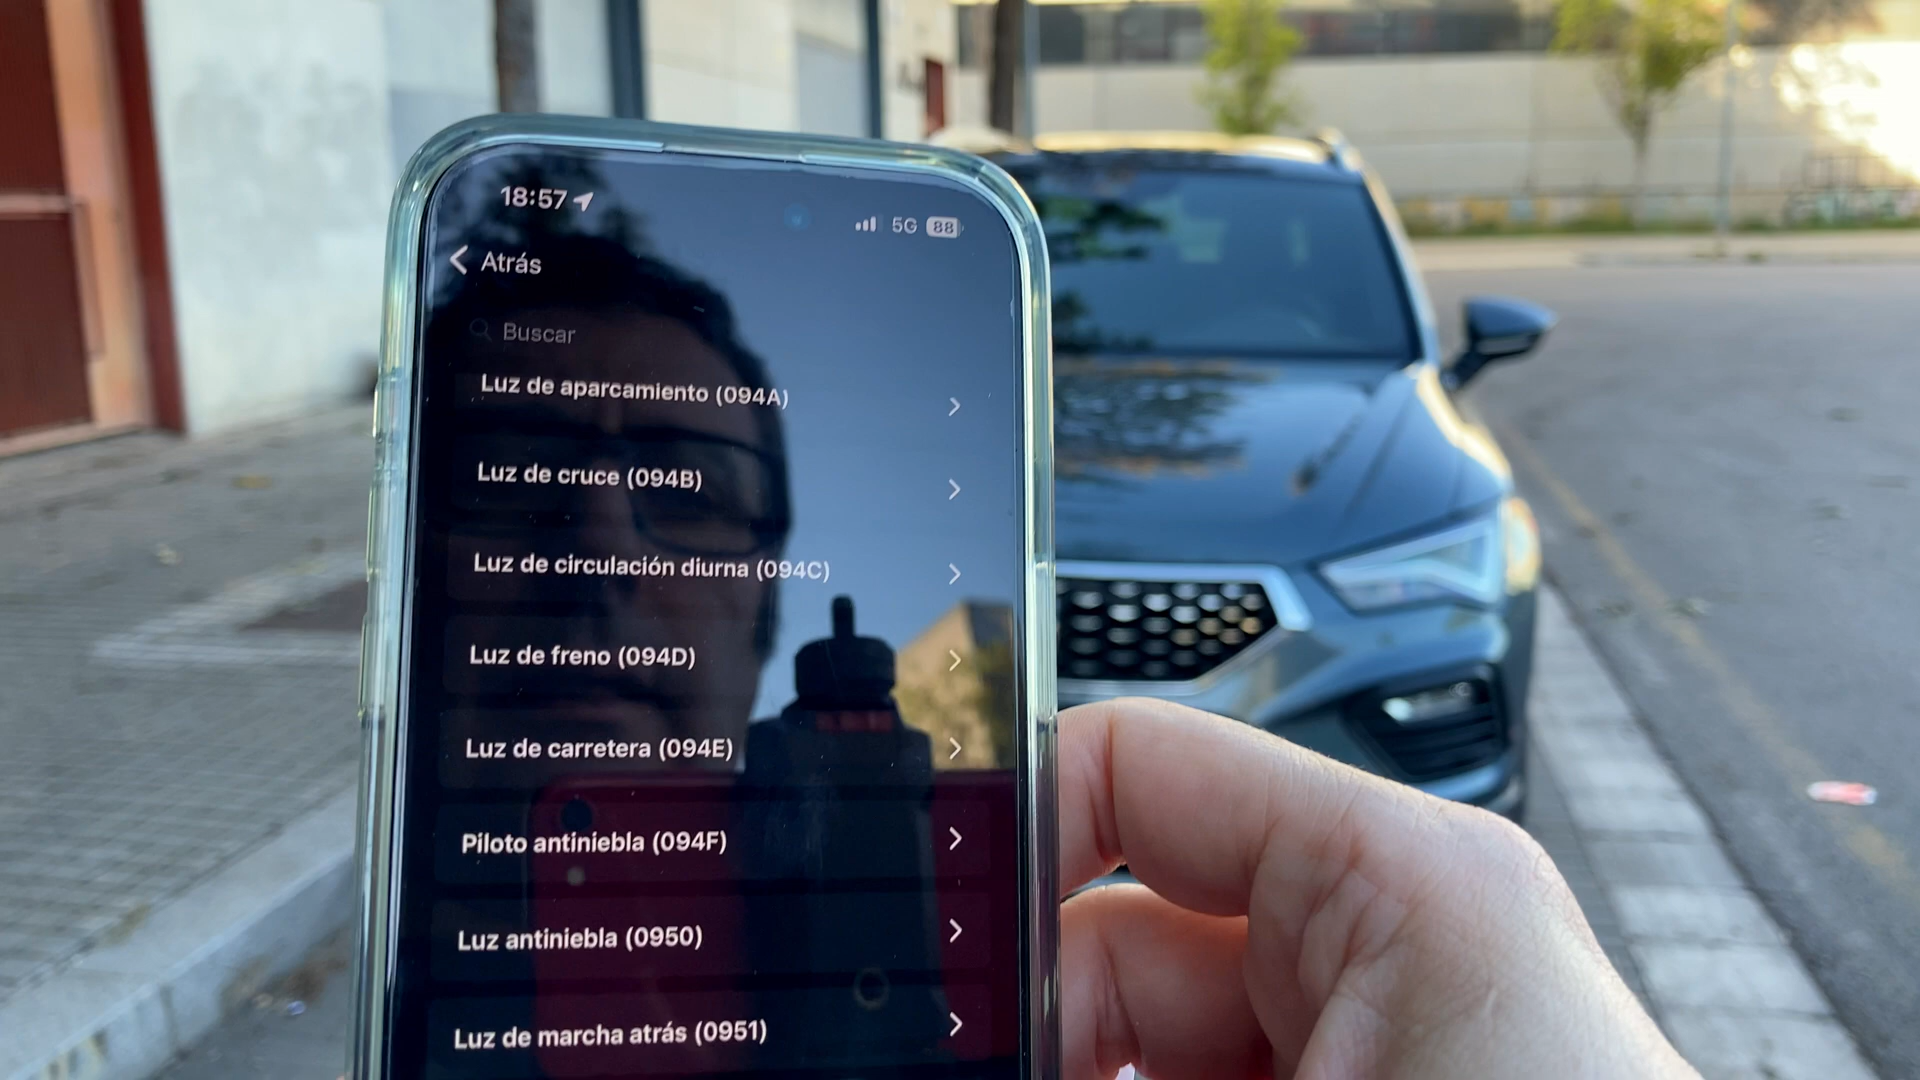 18:57
5G 88
Atrás
Buscar
Luz de aparcamiento (094A)
Luz de cruce (094B)
Luz de circulación diurna (094C)
Luz de freno (094D)
Luz de carretera (094E)
Piloto antiniebla (094F)
Luz antiniebla (0950)
Luz de marcha atrás (0951)